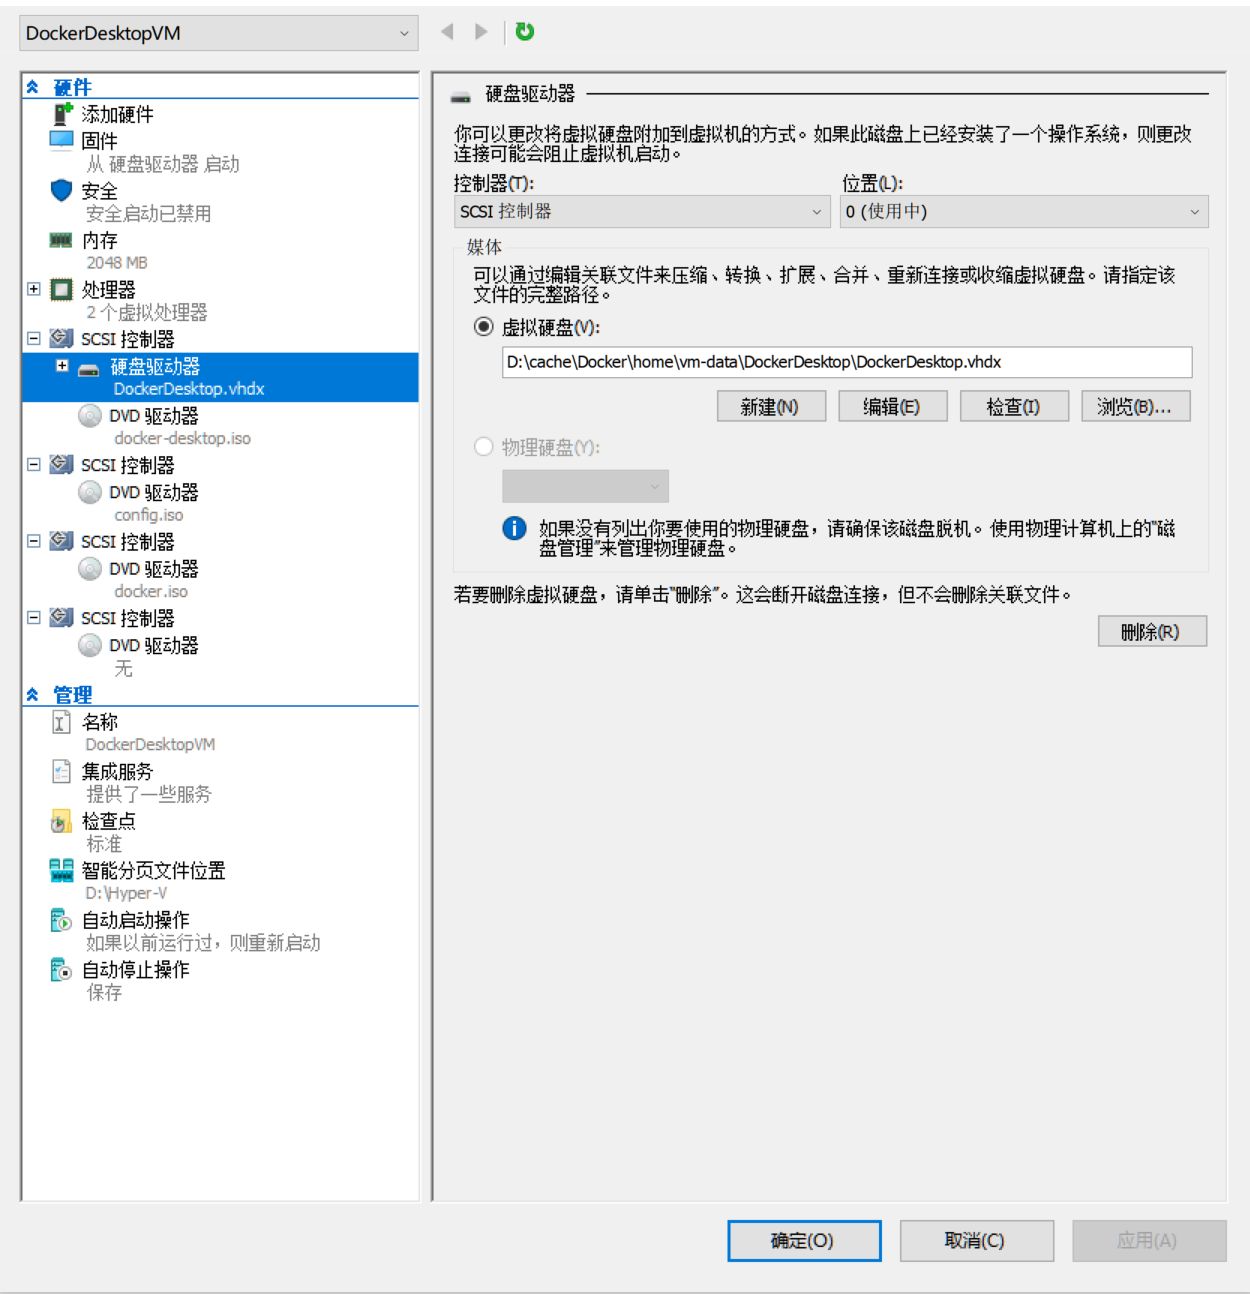 DockerDesktopVM
硬件
添加硬件
固件
从 硬盘驱动器 启动
安全
安全启动已禁用
内存
2048 MB
处理器
2 个虚拟处理器
SCSI 控制器
硬盘驱动器
DockerDesktop.vhdx
DVD 驱动器
docker-desktop.iso
SCSI 控制器
DVD 驱动器
config.iso
SCSI 控制器
DVD 驱动器
docker.iso
SCSI 控制器
DVD 驱动器
无
管理
名称
DockerDesktopVM
集成服务
提供了一些服务
检查点
标准
智能分页文件位置
D:\Hyper-V
自动启动操作
如果以前运行过，则重新启动
自动停止操作
保存
硬盘驱动器
你可以更改将虚拟硬盘附加到虚拟机的方式。如果此磁盘上已经安装了一个操作系统，则更改
连接可能会阻止虚拟机启动。
控制器(T): 位置(L):
SCSI 控制器 0 (使用中)
媒体
可以通过编辑关联文件来压缩、转换、扩展、合并、重新连接或收缩虚拟硬盘。请指定该
文件的完整路径。
虚拟硬盘(V):
D:\cache\Docker\home\vm-data\DockerDesktop\DockerDesktop.vhdx
新建(N) 编辑(E) 检查(I) 浏览(B)...
物理硬盘(Y):
如果没有列出你要使用的物理硬盘，请确保该磁盘脱机。使用物理计算机上的"磁
盘管理"来管理物理硬盘。
若要删除虚拟硬盘，请单击"删除"。这会断开磁盘连接，但不会删除关联文件。
删除(R)
确定(O) 取消(C) 应用(A)